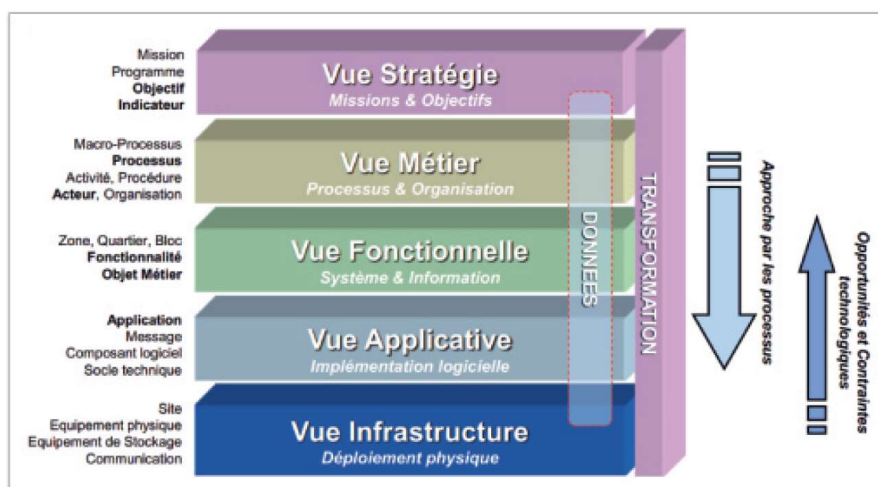 Mission
Programme
Objectif
Indicateur
Vue Stratégie
Missions & Objectifs
Macro-Processus
Processus
Activité, Procédure
Acteur, Organisation
Vue Métier
Processus & Organisation
Zone, Quartier, Bloc
Fonctionnalité
Objet Métier
Vue Fonctionnelle
Système & Information
Application
Message
Composant logiciel
Socle technique
Vue Applicative
Implémentation logicielle
Site
Equipement physique
Equipement de Stockage
Communication
Vue Infrastructure
Déploiement physique
DONNEES
TRANSFORMATION
Approche par les processus
Opportunités et Contraintes
technologiques